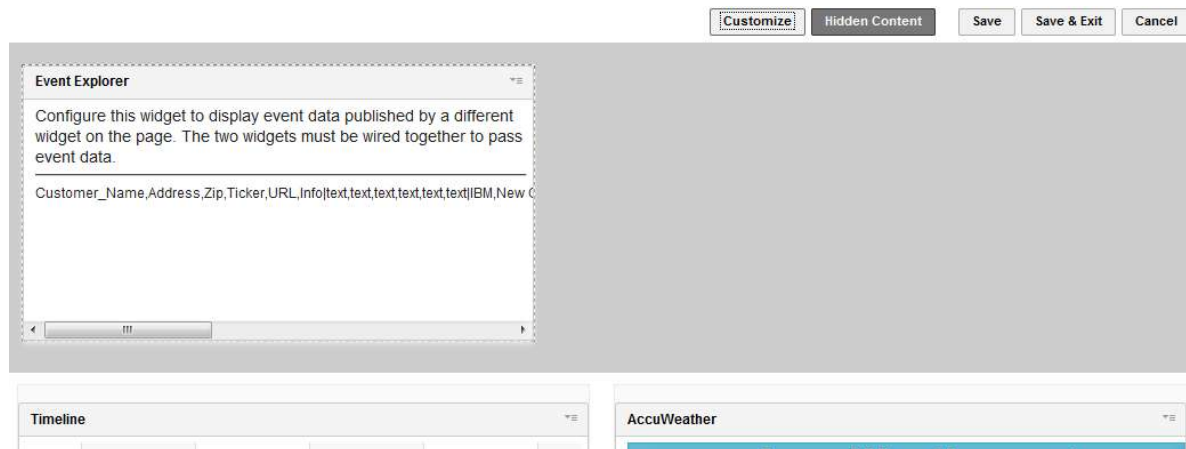 Customize Hidden Content Save Save & Exit Cancel
Event Explorer
Configure this widget to display event data published by a different
widget on the page. The two widgets must be wired together to pass
event data.
Customer_Name,Address,Zip,Ticker,URL,Info|text,text,text,text,text,text|IBM,New
Timeline
AccuWeather